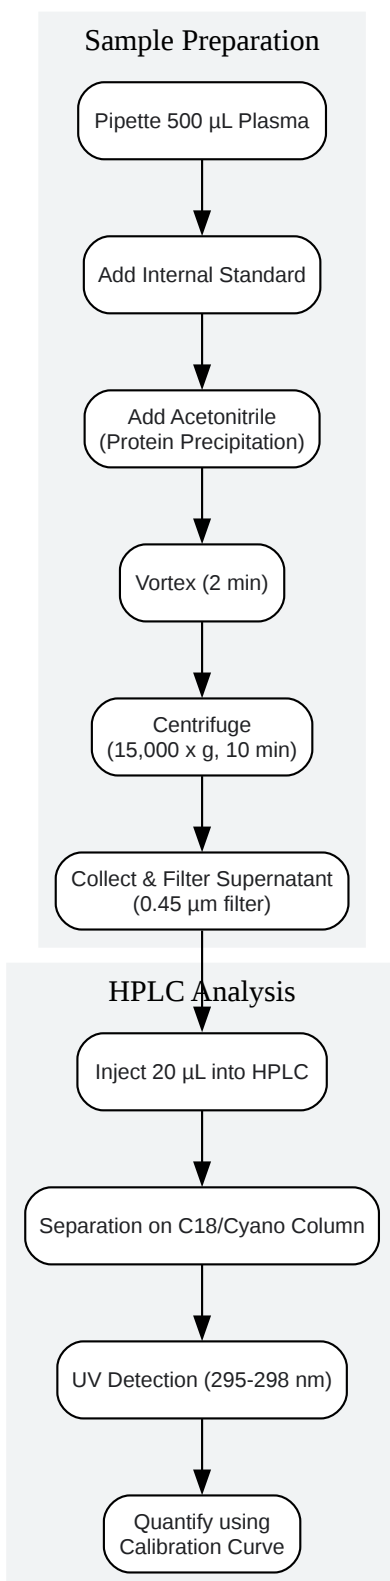 Sample Preparation
Pipette 500 µL Plasma
Add Internal Standard
Add Acetonitrile
(Protein Precipitation)
Vortex (2 min)
Centrifuge
(15,000 x g, 10 min)
Collect & Filter Supernatant
(0.45 µm filter)
HPLC Analysis
Inject 20 µL into HPLC
Separation on C18/Cyano Column
UV Detection (295-298 nm)
Quantify using
Calibration Curve